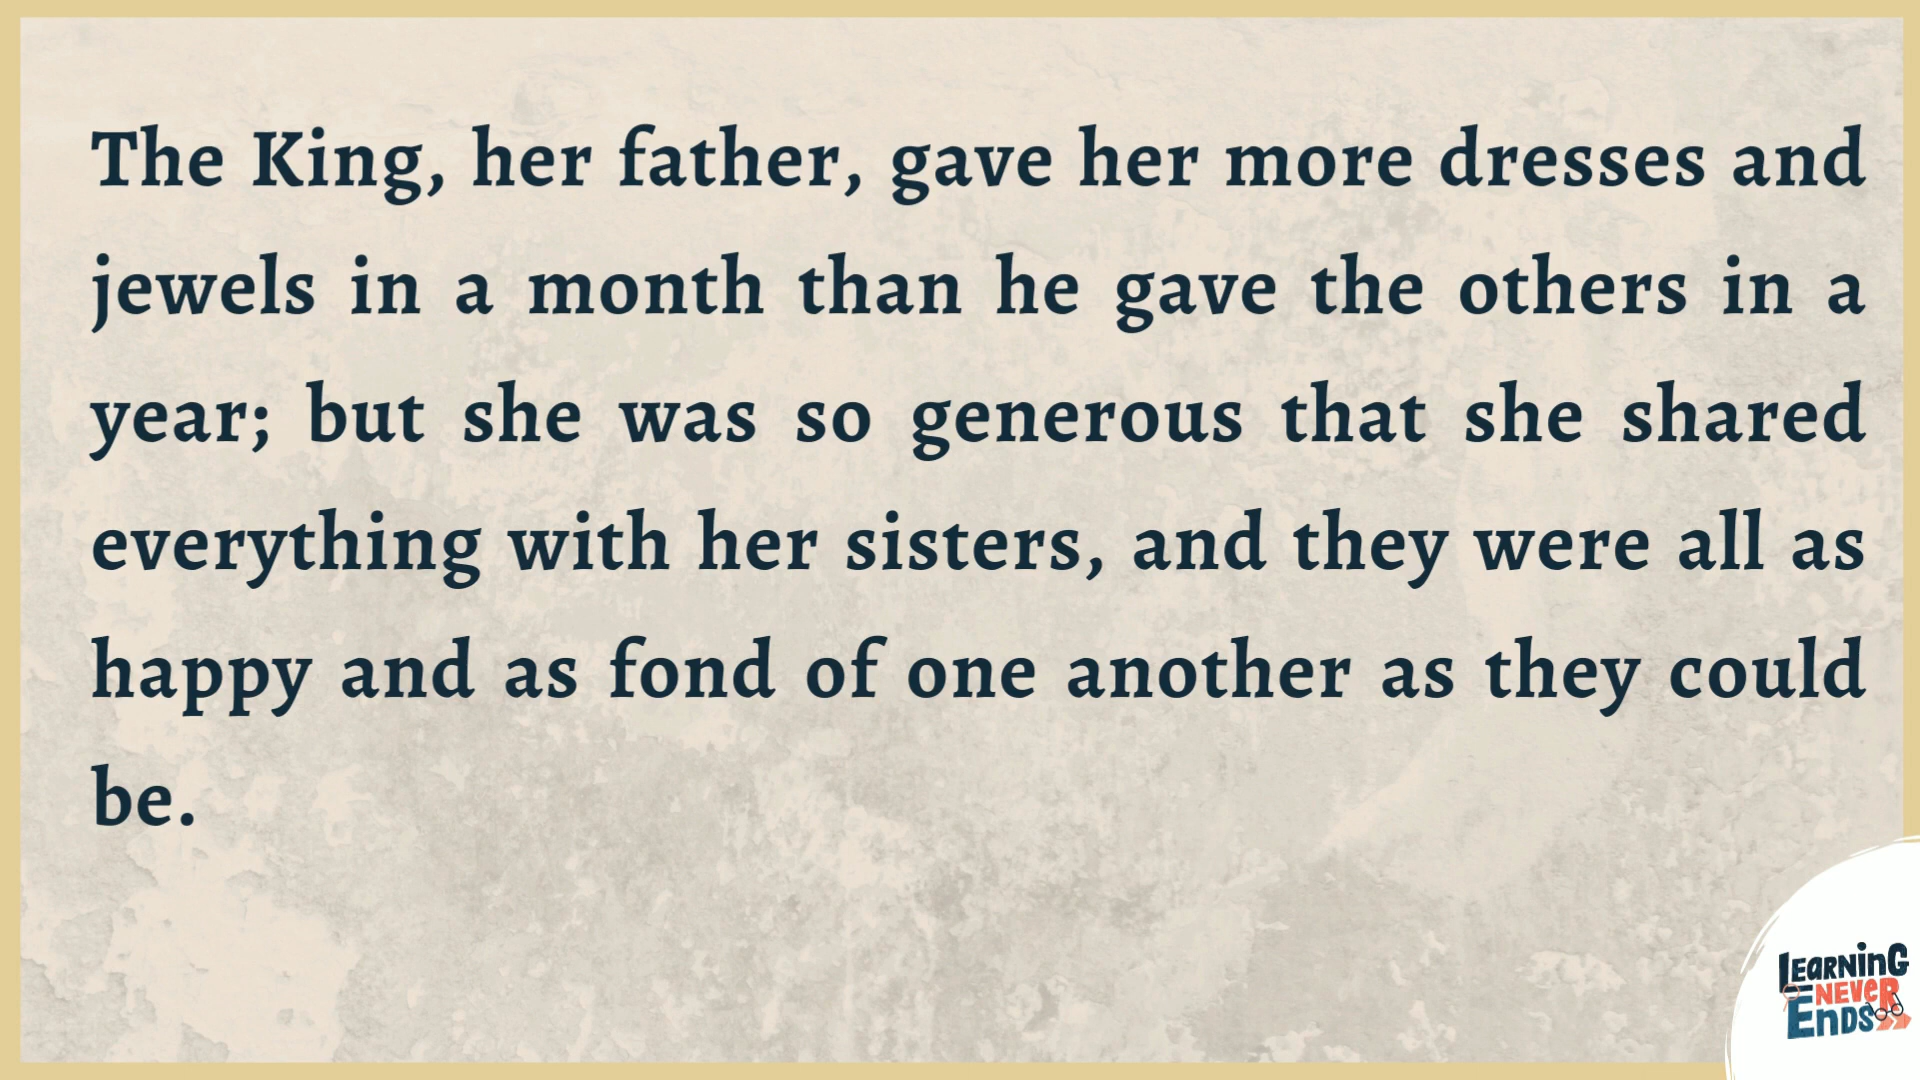 The King, her father, gave her more dresses and
jewels in a month than he gave the others in a
year; but she was so generous that she shared
everything with her sisters, and they were all as
happy and as fond of one another as they could
be.
LEARNinG
NEVER
EnDS